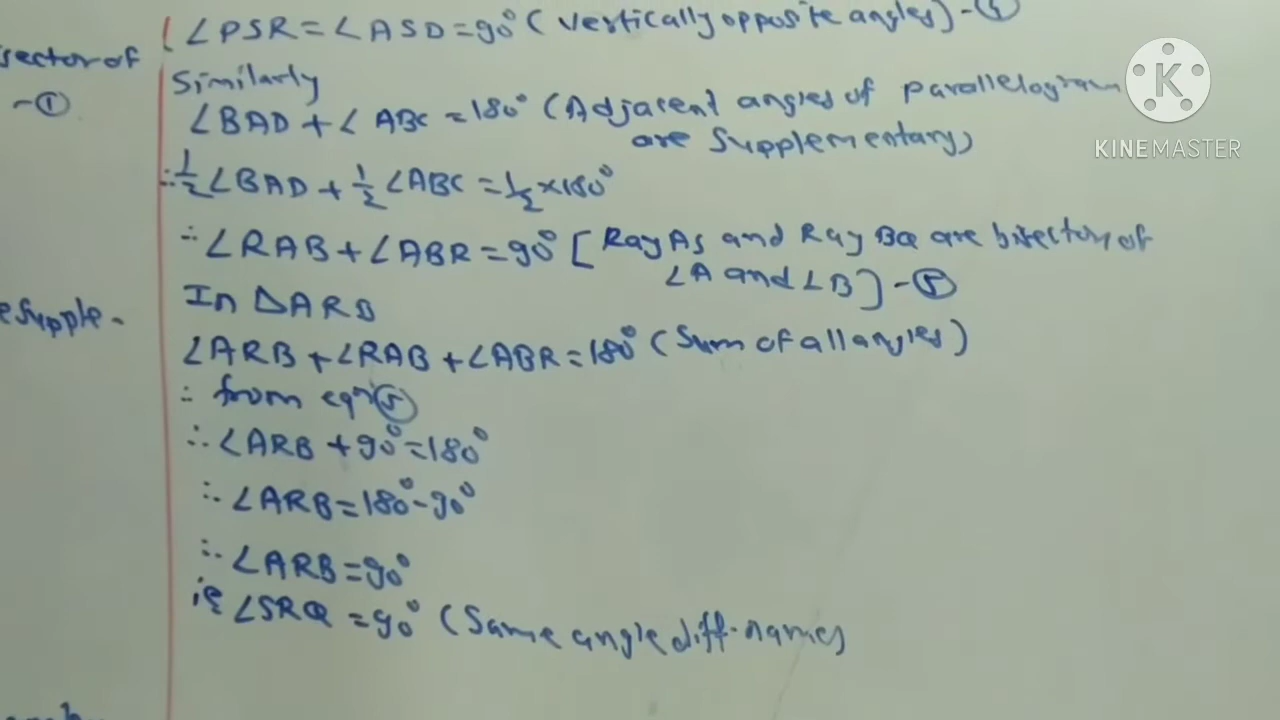 ∠PSR = ∠ASD = 90° (vertically opposite angles) -
sector of
- ①
Similarly
∠BAD + ∠ABC = 180° (Adjacent angles of parallelogram
are supplementary)
∴ 1/2 ∠BAD + 1/2 ∠ABC = 1/2 × 180°
∴ ∠RAB + ∠ABR = 90° [Ray AS and Ray BQ are bisector of
∠A and ∠B] - ⑤
In △ARB
e supple -
∠ARB + ∠RAB + ∠ABR = 180° (Sum of all angles)
∴ from eqn ⑤
∴ ∠ARB + 90° = 180°
∴ ∠ARB = 180° - 90°
∴ ∠ARB = 90°
ie ∠SRQ = 90° (Same angle diff. names)
K
KINEMASTER